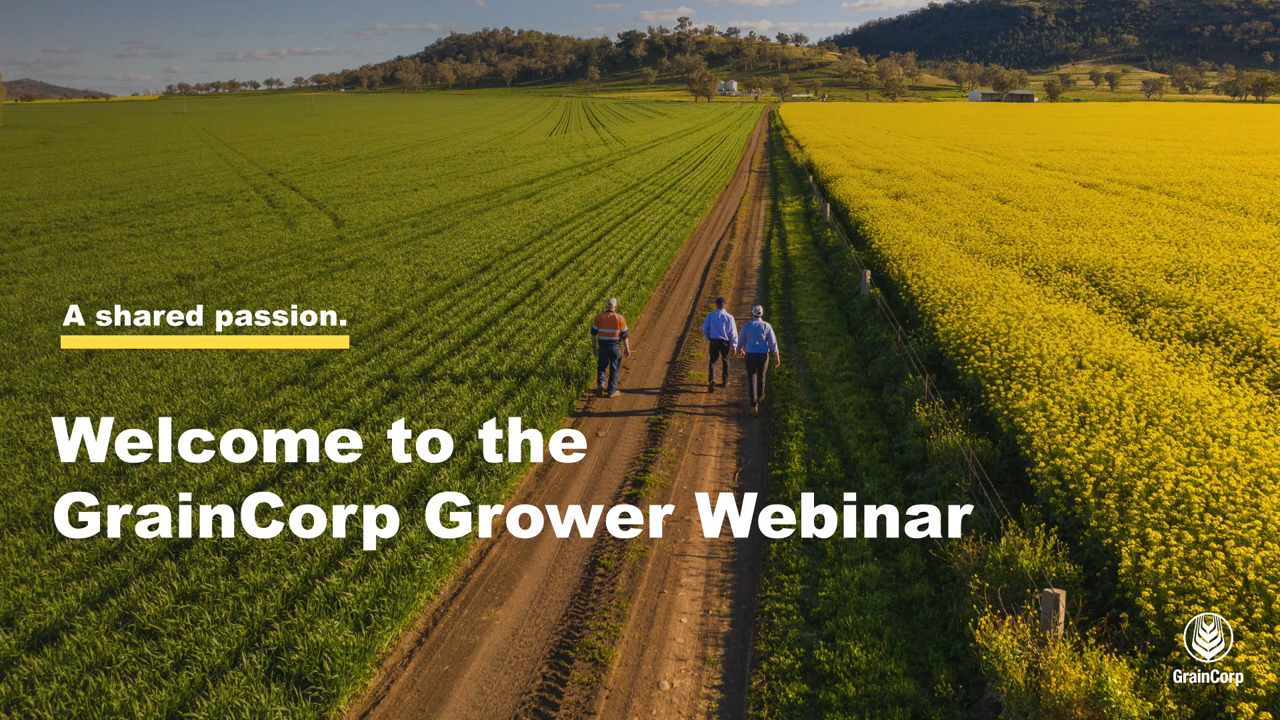 A shared passion.
Welcome to the
GrainCorp Grower Webinar
GrainCorp